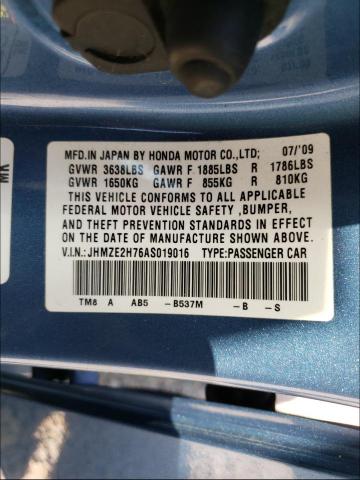 MFD.IN JAPAN BY HONDA MOTOR CO.,LTD; 07/'09
GVWR 3638LBS GAWR F 1885LBS R 1786LBS
GVWR 1650KG GAWR F 855KG R 810KG
THIS VEHICLE CONFORMS TO ALL APPLICABLE
FEDERAL MOTOR VEHICLE SAFETY ,BUMPER,
AND THEFT PREVENTION STANDARDS IN EFFECT
ON THE DATE OF MANUFACTURE SHOWN ABOVE.
V.I.N.: JHMZE2H76AS019016 TYPE:PASSENGER CAR
TM8 A AB5 -B537M -B -S
MK